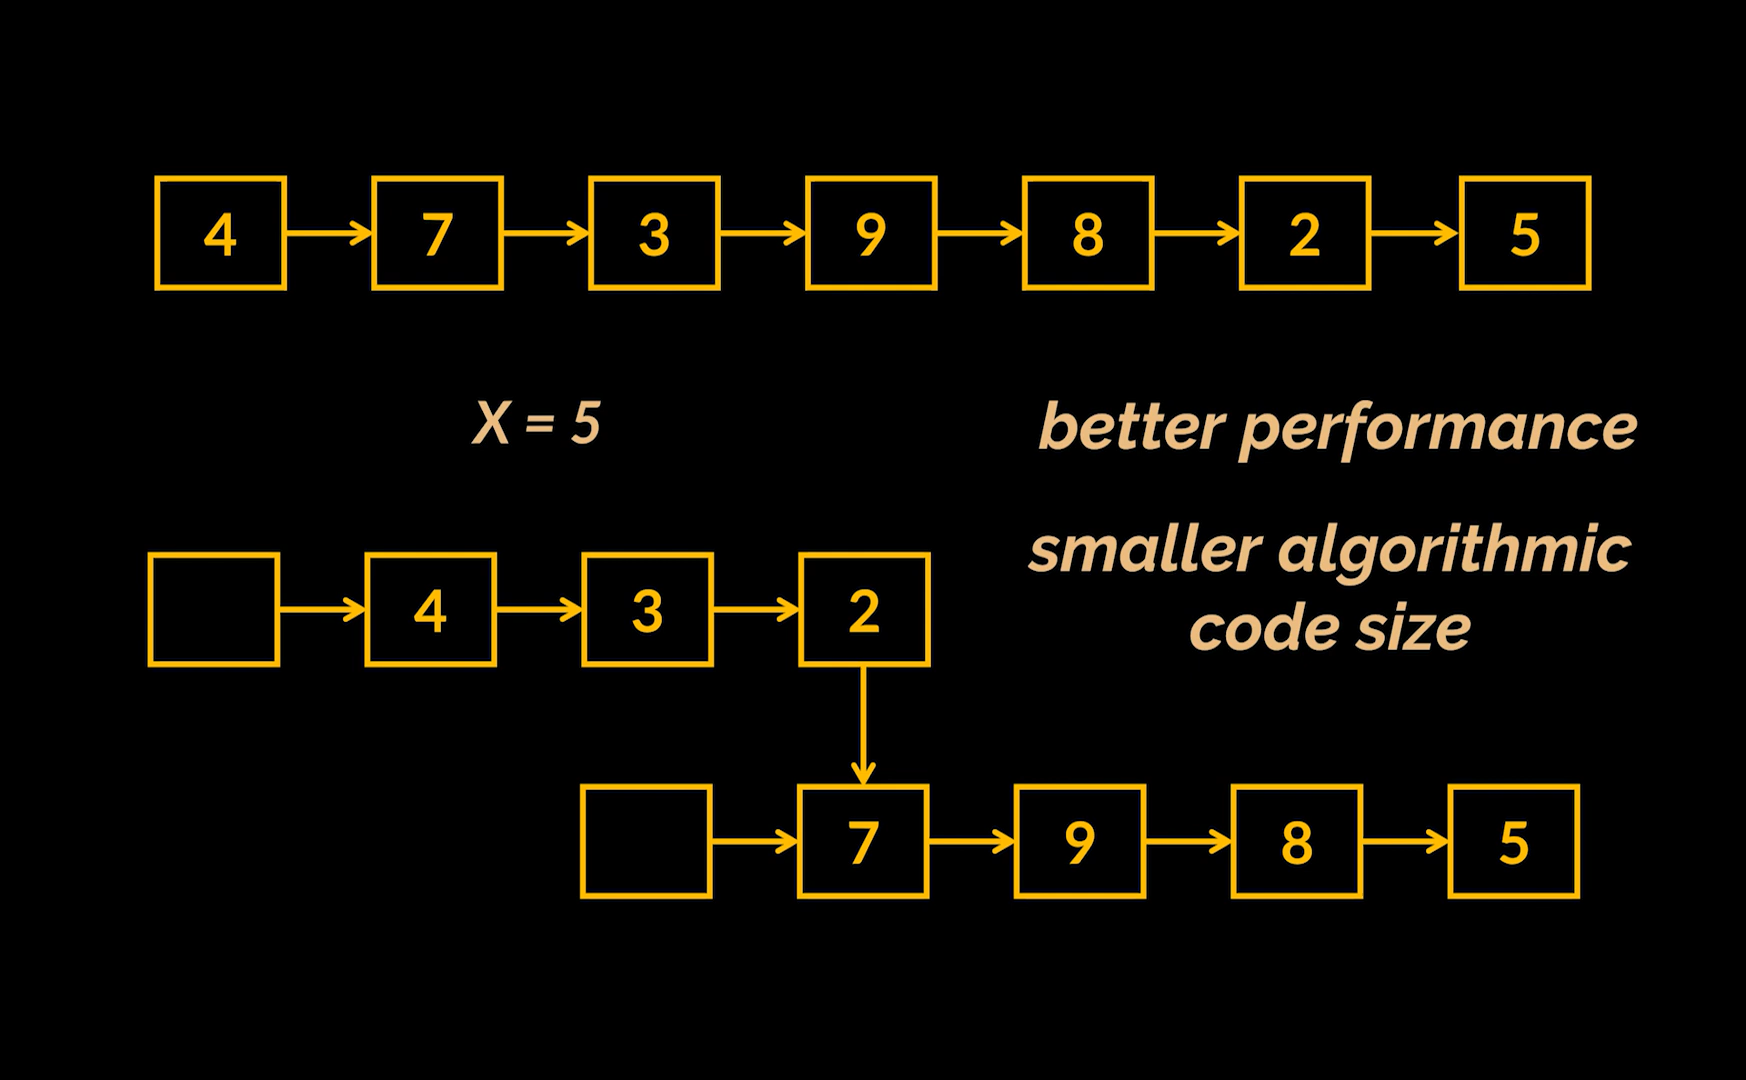 4 7 3 9 8 2 5
X = 5
better performance
smaller algorithmic
code size
4 3 2
7 9 8 5